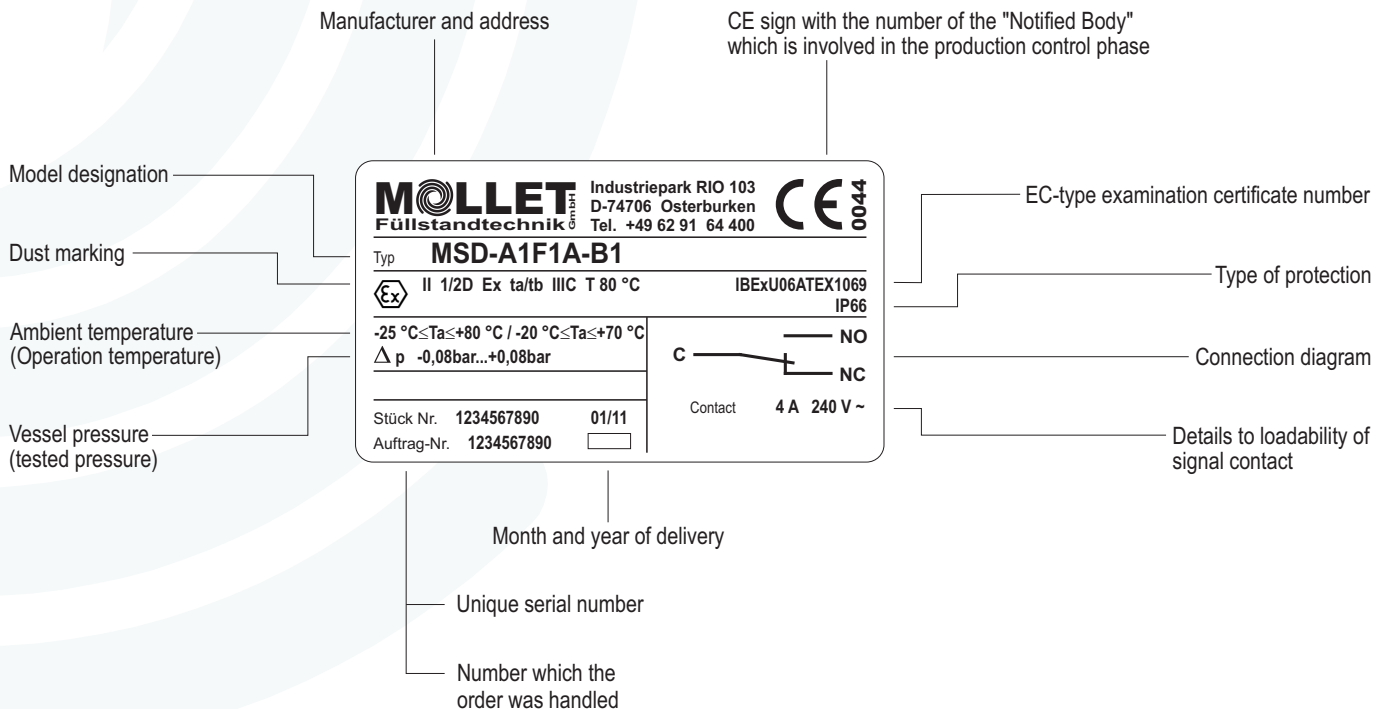 Manufacturer and address
CE sign with the number of the "Notified Body"
which is involved in the production control phase
Model designation
Dust marking
Ambient temperature
(Operation temperature)
Vessel pressure
(tested pressure)
MOLLET
GmbH
Füllstandtechnik
Industriepark RIO 103
D-74706 Osterburken
Tel. +49 62 91 64 400
CE 0044
Typ MSD-A1F1A-B1
Ex II 1/2D Ex ta/tb IIIC T 80 °C
IBExU06ATEX1069
IP66
-25 °C≤Ta≤+80 °C / -20 °C≤Ta≤+70 °C
Δ p -0,08bar...+0,08bar
NO
C
NC
Contact 4 A 240 V ~
Stück Nr. 1234567890 01/11
Auftrag-Nr. 1234567890
EC-type examination certificate number
Type of protection
Connection diagram
Details to loadability of
signal contact
Month and year of delivery
Unique serial number
Number which the
order was handled